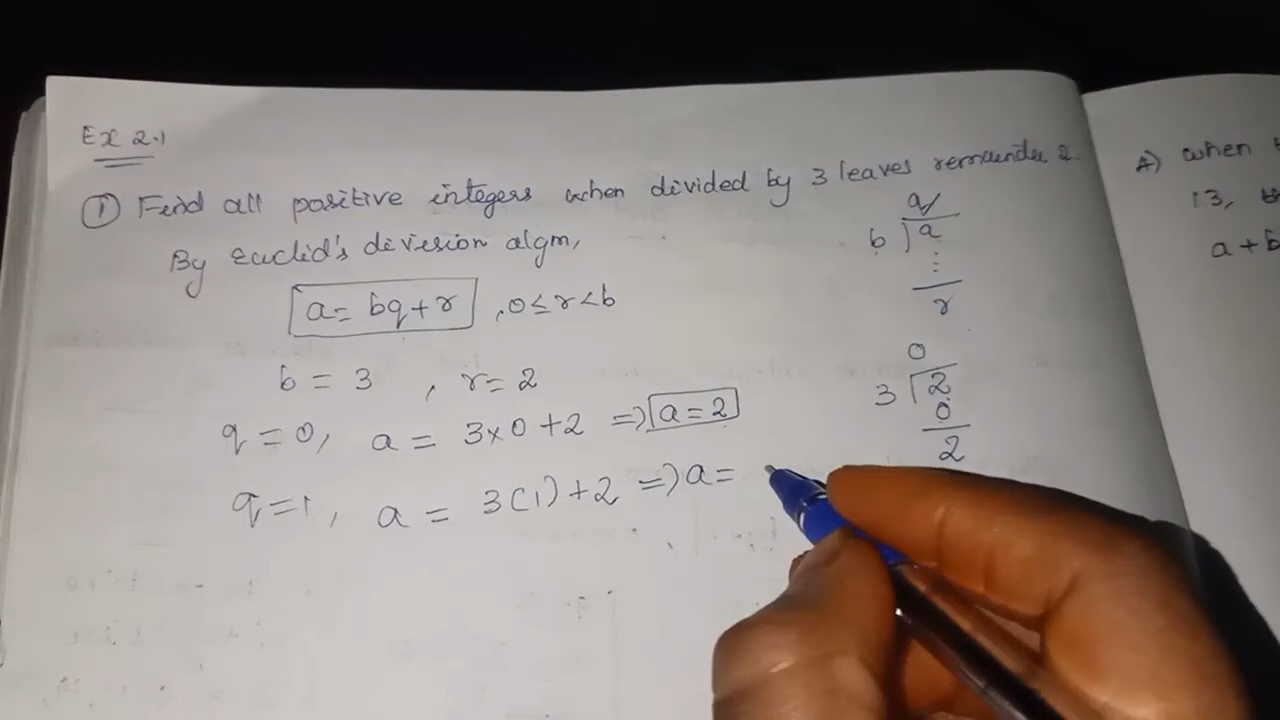 Ex 2.1
① Find all positive integers when divided by 3 leaves remainder 2
By Euclid's division algm,
a = bq + r , 0 ≤ r < b
b = 3 , r = 2
q = 0, a = 3×0+2 ⇒ a = 2
q = 1, a = 3(1)+2 ⇒ a =
q
b ) a
⋮
r
0
3 ) 2
0
2
A) when
13,
a+b